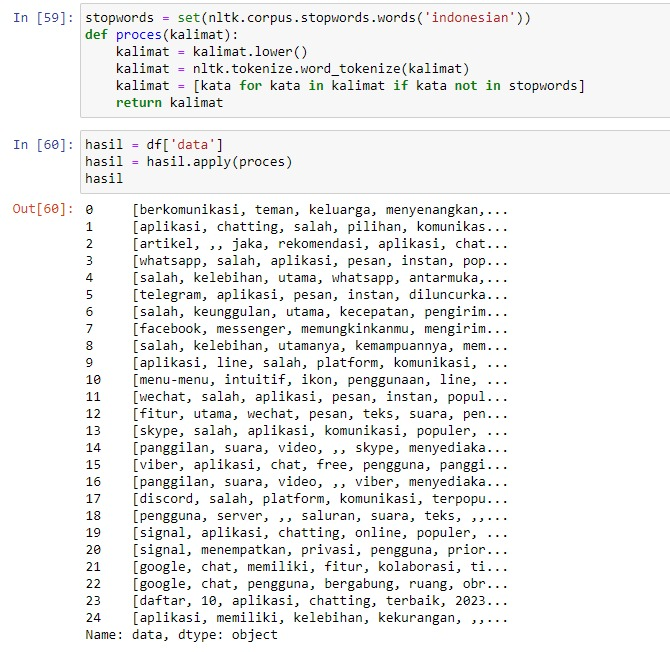 In [59]: stopwords = set(nltk.corpus.stopwords.words('indonesian'))
def proces(kalimat):
    kalimat = kalimat.lower()
    kalimat = nltk.tokenize.word_tokenize(kalimat)
    kalimat = [kata for kata in kalimat if kata not in stopwords]
    return kalimat
In [60]: hasil = df['data']
hasil = hasil.apply(proces)
hasil
Out[60]: 0     [berkomunikasi, teman, keluarga, menyenangkan,...
1     [aplikasi, chatting, salah, pilihan, komunikas...
2     [artikel, ,, jaka, rekomendasi, aplikasi, chat...
3     [whatsapp, salah, aplikasi, pesan, instan, pop...
4     [salah, kelebihan, utama, whatsapp, antarmuka,...
5     [telegram, aplikasi, pesan, instan, diluncurka...
6     [salah, keunggulan, utama, kecepatan, pengirim...
7     [facebook, messenger, memungkinkanmu, mengirim...
8     [salah, kelebihan, utamanya, kemampuannya, mem...
9     [aplikasi, line, salah, platform, komunikasi, ...
10    [menu-menu, intuitif, ikon, penggunaan, line, ...
11    [wechat, salah, aplikasi, pesan, instan, popul...
12    [fitur, utama, wechat, pesan, teks, suara, pen...
13    [skype, salah, aplikasi, komunikasi, populer, ...
14    [panggilan, suara, video, ,, skype, menyediaka...
15    [viber, aplikasi, chat, free, pengguna, panggi...
16    [panggilan, suara, video, ,, viber, menyediaka...
17    [discord, salah, platform, komunikasi, terpopu...
18    [pengguna, server, ,, saluran, suara, teks, ,,...
19    [signal, aplikasi, chatting, online, populer, ...
20    [signal, menempatkan, privasi, pengguna, prior...
21    [google, chat, memiliki, fitur, kolaborasi, ti...
22    [google, chat, pengguna, bergabung, ruang, obr...
23    [daftar, 10, aplikasi, chatting, terbaik, 2023...
24    [aplikasi, memiliki, kelebihan, kekurangan, ,,...
Name: data, dtype: object